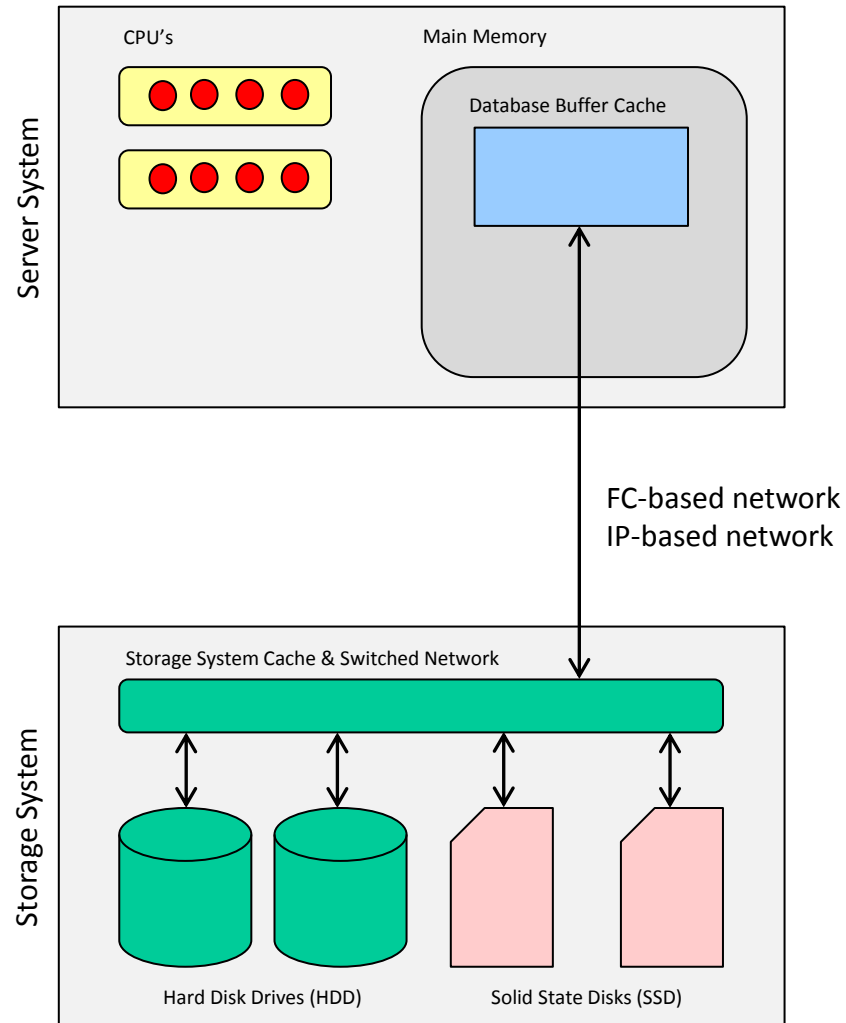 CPU's
Main Memory
Database Buffer Cache
Server System
FC-based network
IP-based network
Storage System Cache & Switched Network
Storage System
Hard Disk Drives (HDD)
Solid State Disks (SSD)